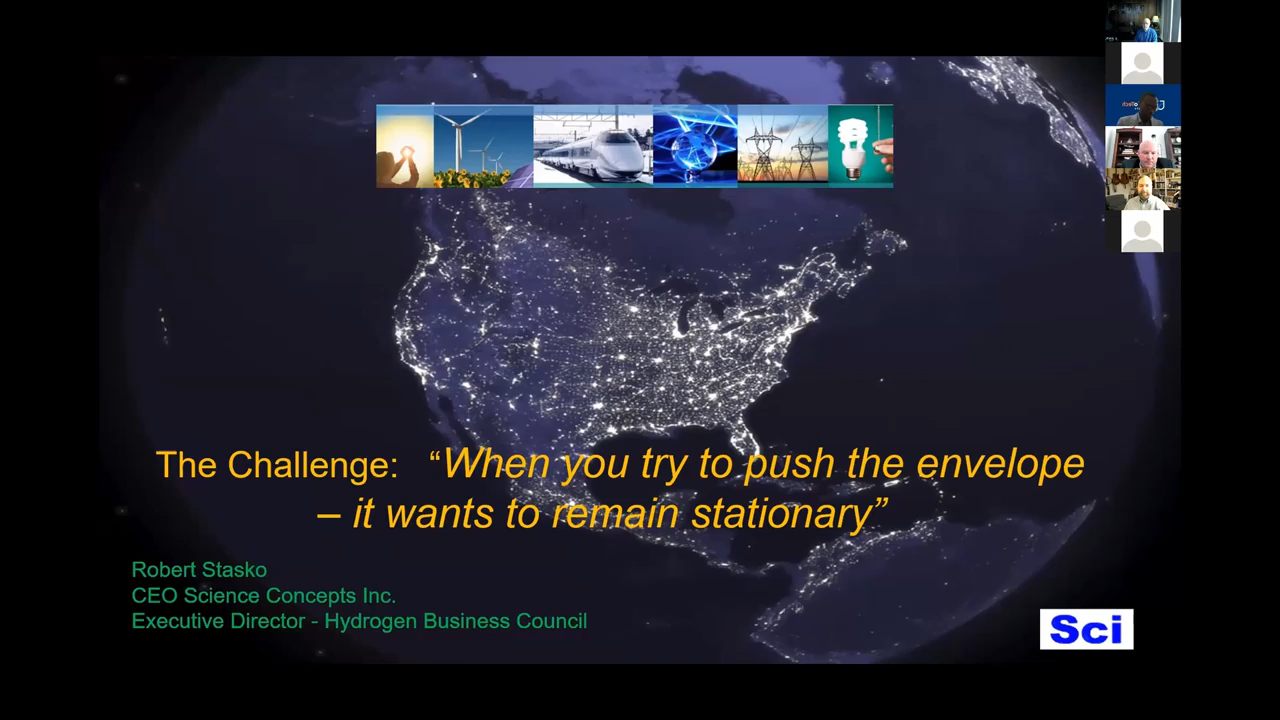 The Challenge: “When you try to push the envelope
– it wants to remain stationary”
Robert Stasko
CEO Science Concepts Inc.
Executive Director - Hydrogen Business Council
Sci